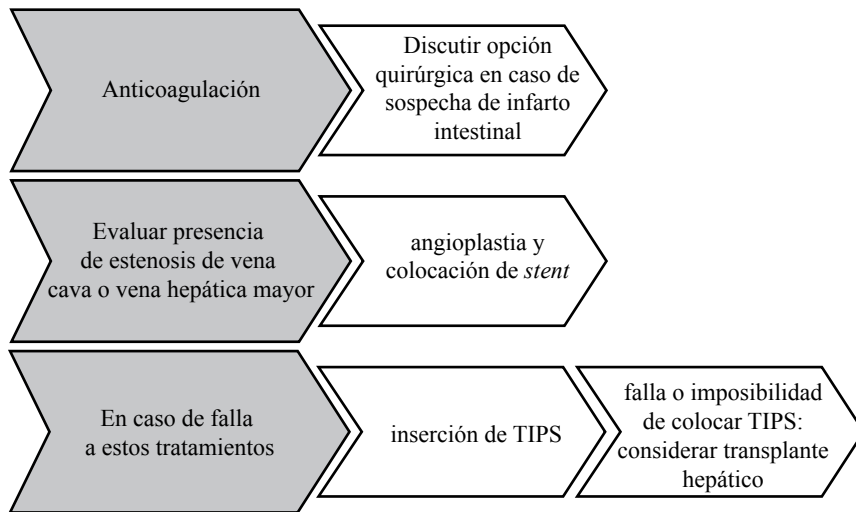 Anticoagulación
Discutir opción
quirúrgica en caso de
sospecha de infarto
intestinal
Evaluar presencia
de estenosis de vena
cava o vena hepática mayor
angioplastia y
colocación de stent
En caso de falla
a estos tratamientos
inserción de TIPS
falla o imposibilidad
de colocar TIPS:
considerar transplante
hepático